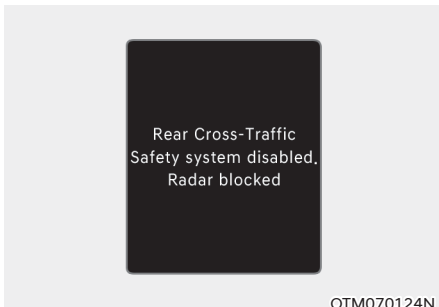 Rear Cross-Traffic
Safety system disabled.
Radar blocked
OTM070124N